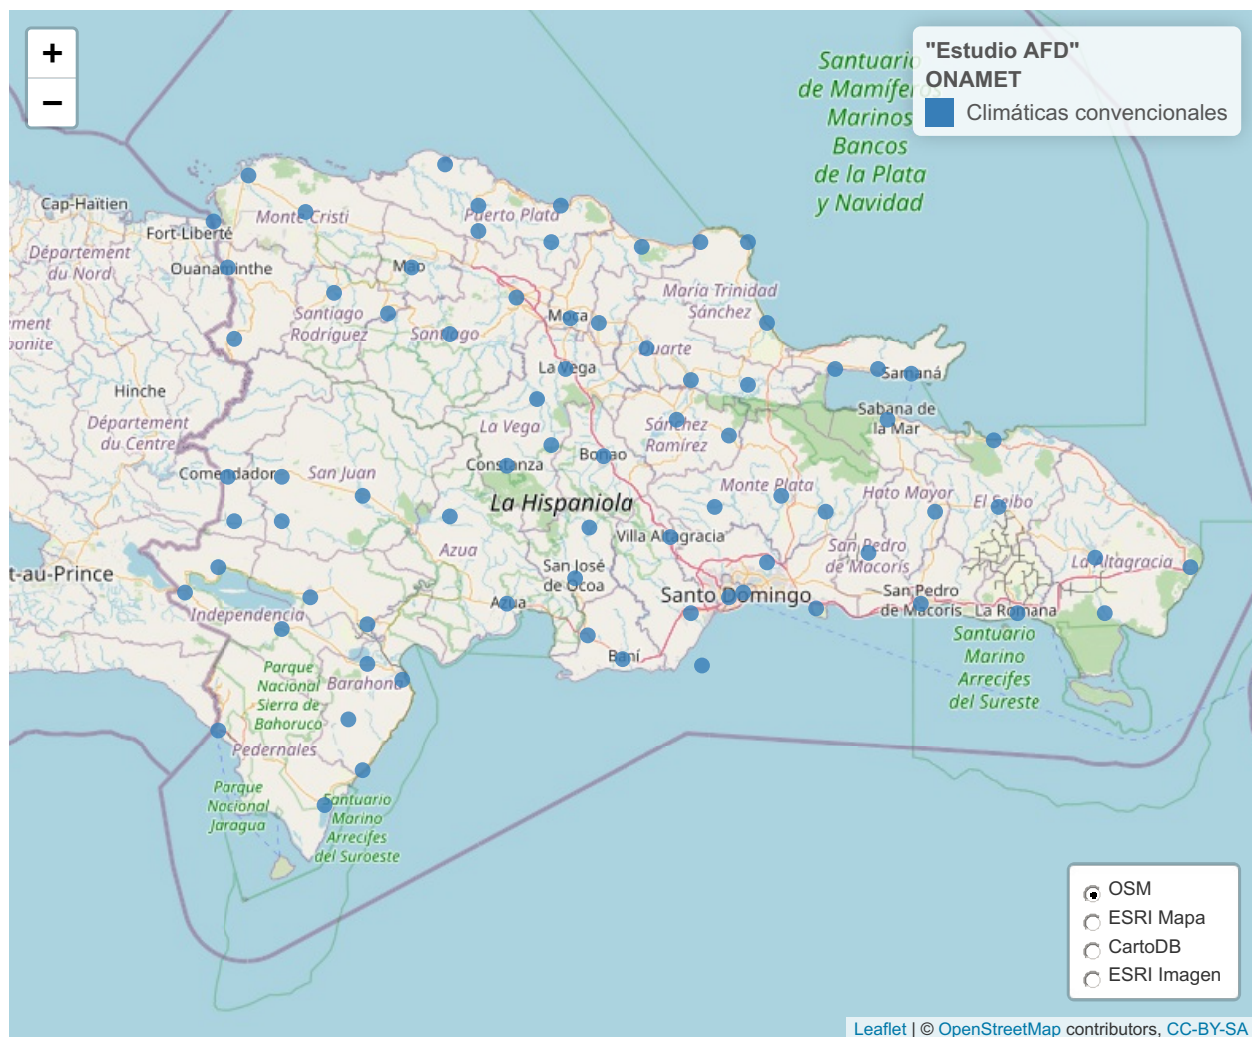 +
−
"Estudio AFD"
ONAMET
Climáticas convencionales
Santuario
de Mamíferos
Marinos
Bancos
de la Plata
y Navidad
Cap-Haïtien
Monte Cristi
Puerto Plata
Fort-Liberté
Département
du Nord
Ouanaminthe
Mao
María Trinidad
Sánchez
Santiago
Rodríguez
Santiago
Moca
Duarte
La Vega
Samaná
Hinche
Département
du Centre
Sabana de
la Mar
La Vega
Sánchez
Ramírez
Comendador
San Juan
Constanza
Bonao
La Hispaniola
Monte Plata
Hato Mayor
El Seibo
Villa Altagracia
Azua
San Pedro
de Macorís
La Altagracia
t-au-Prince
San José
de Ocoa
Independencia
Azua
Santo Domingo
San Pedro
de Macorís
La Romana
Baní
Santuario
Marino
Arrecifes
del Sureste
Parque
Nacional
Sierra de
Bahoruco
Barahona
Pedernales
Parque
Nacional
Jaragua
Santuario
Marino
Arrecifes
del Suroeste
OSM
ESRI Mapa
CartoDB
ESRI Imagen
Leaflet | © OpenStreetMap contributors, CC-BY-SA